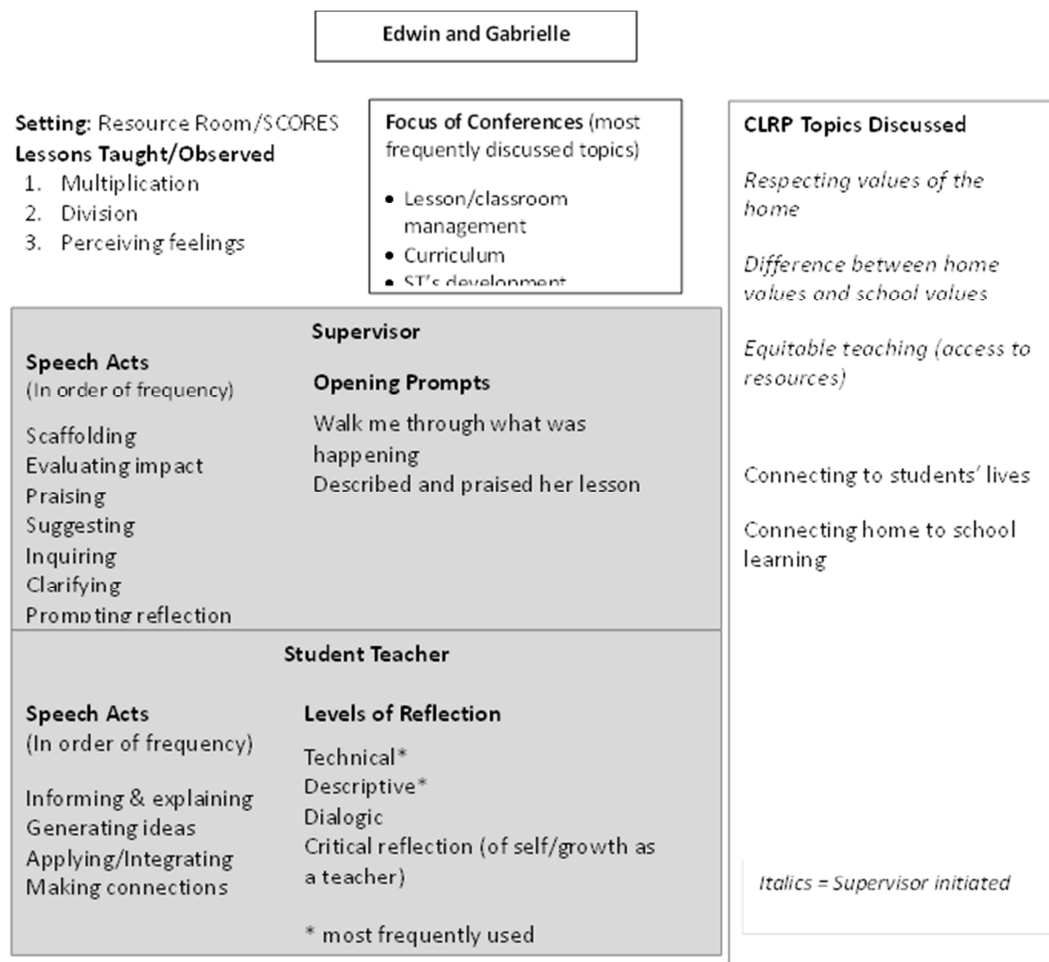 Edwin and Gabrielle
Setting: Resource Room/SCORES
Lessons Taught/Observed
1. Multiplication
2. Division
3. Perceiving feelings
Focus of Conferences (most
frequently discussed topics)
• Lesson/classroom
management
• Curriculum
• ST's development
CLRP Topics Discussed
Respecting values of the
home
Difference between home
values and school values
Equitable teaching (access to
resources)
Connecting to students' lives
Connecting home to school
learning
Italics = Supervisor initiated
Supervisor
Speech Acts
(In order of frequency)
Scaffolding
Evaluating impact
Praising
Suggesting
Inquiring
Clarifying
Prompting reflection
Opening Prompts
Walk me through what was
happening
Described and praised her lesson
Student Teacher
Speech Acts
(In order of frequency)
Informing & explaining
Generating ideas
Applying/Integrating
Making connections
Levels of Reflection
Technical*
Descriptive*
Dialogic
Critical reflection (of self/growth as
a teacher)
* most frequently used